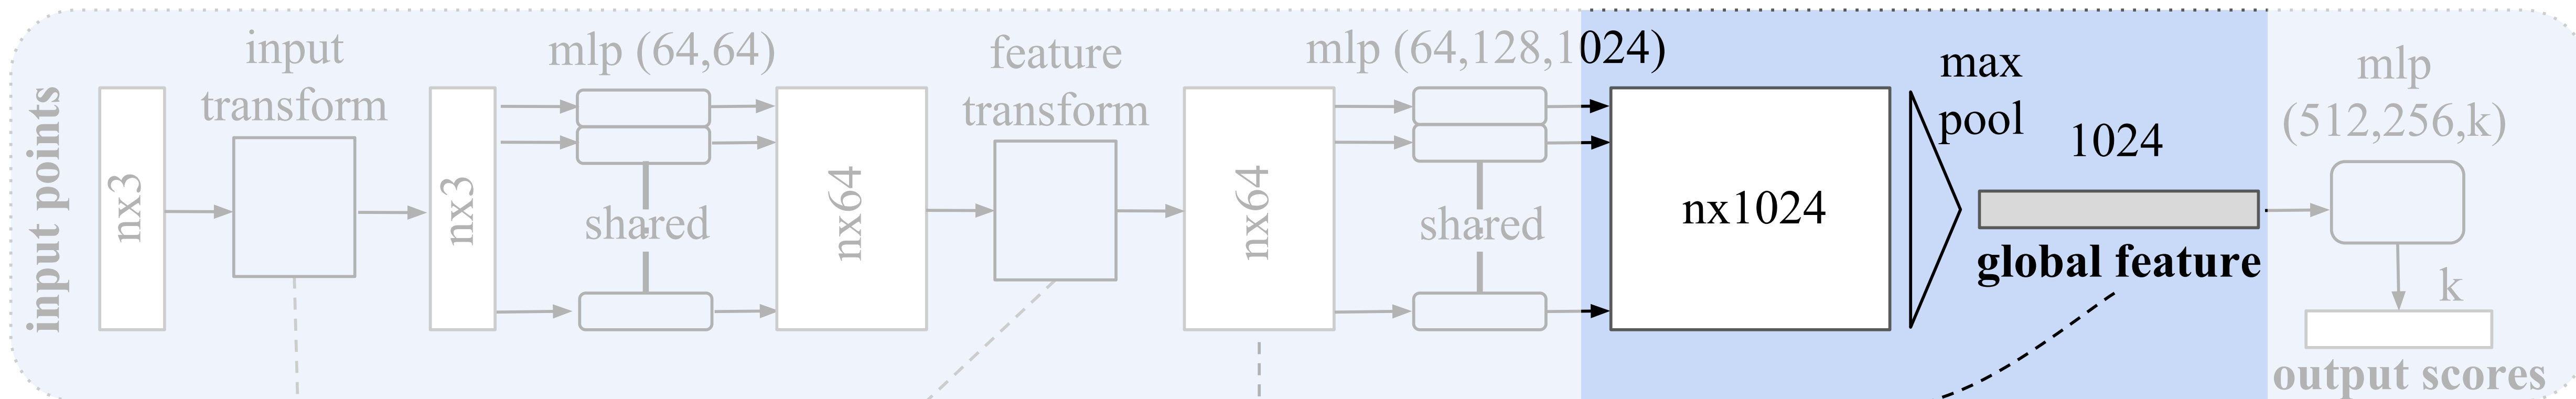 input points
nx3
input
transform
nx3
mlp (64,64)
shared
nx64
feature
transform
nx64
mlp (64,128,1024)
shared
nx1024
max
pool
1024
global feature
mlp
(512,256,k)
k
output scores